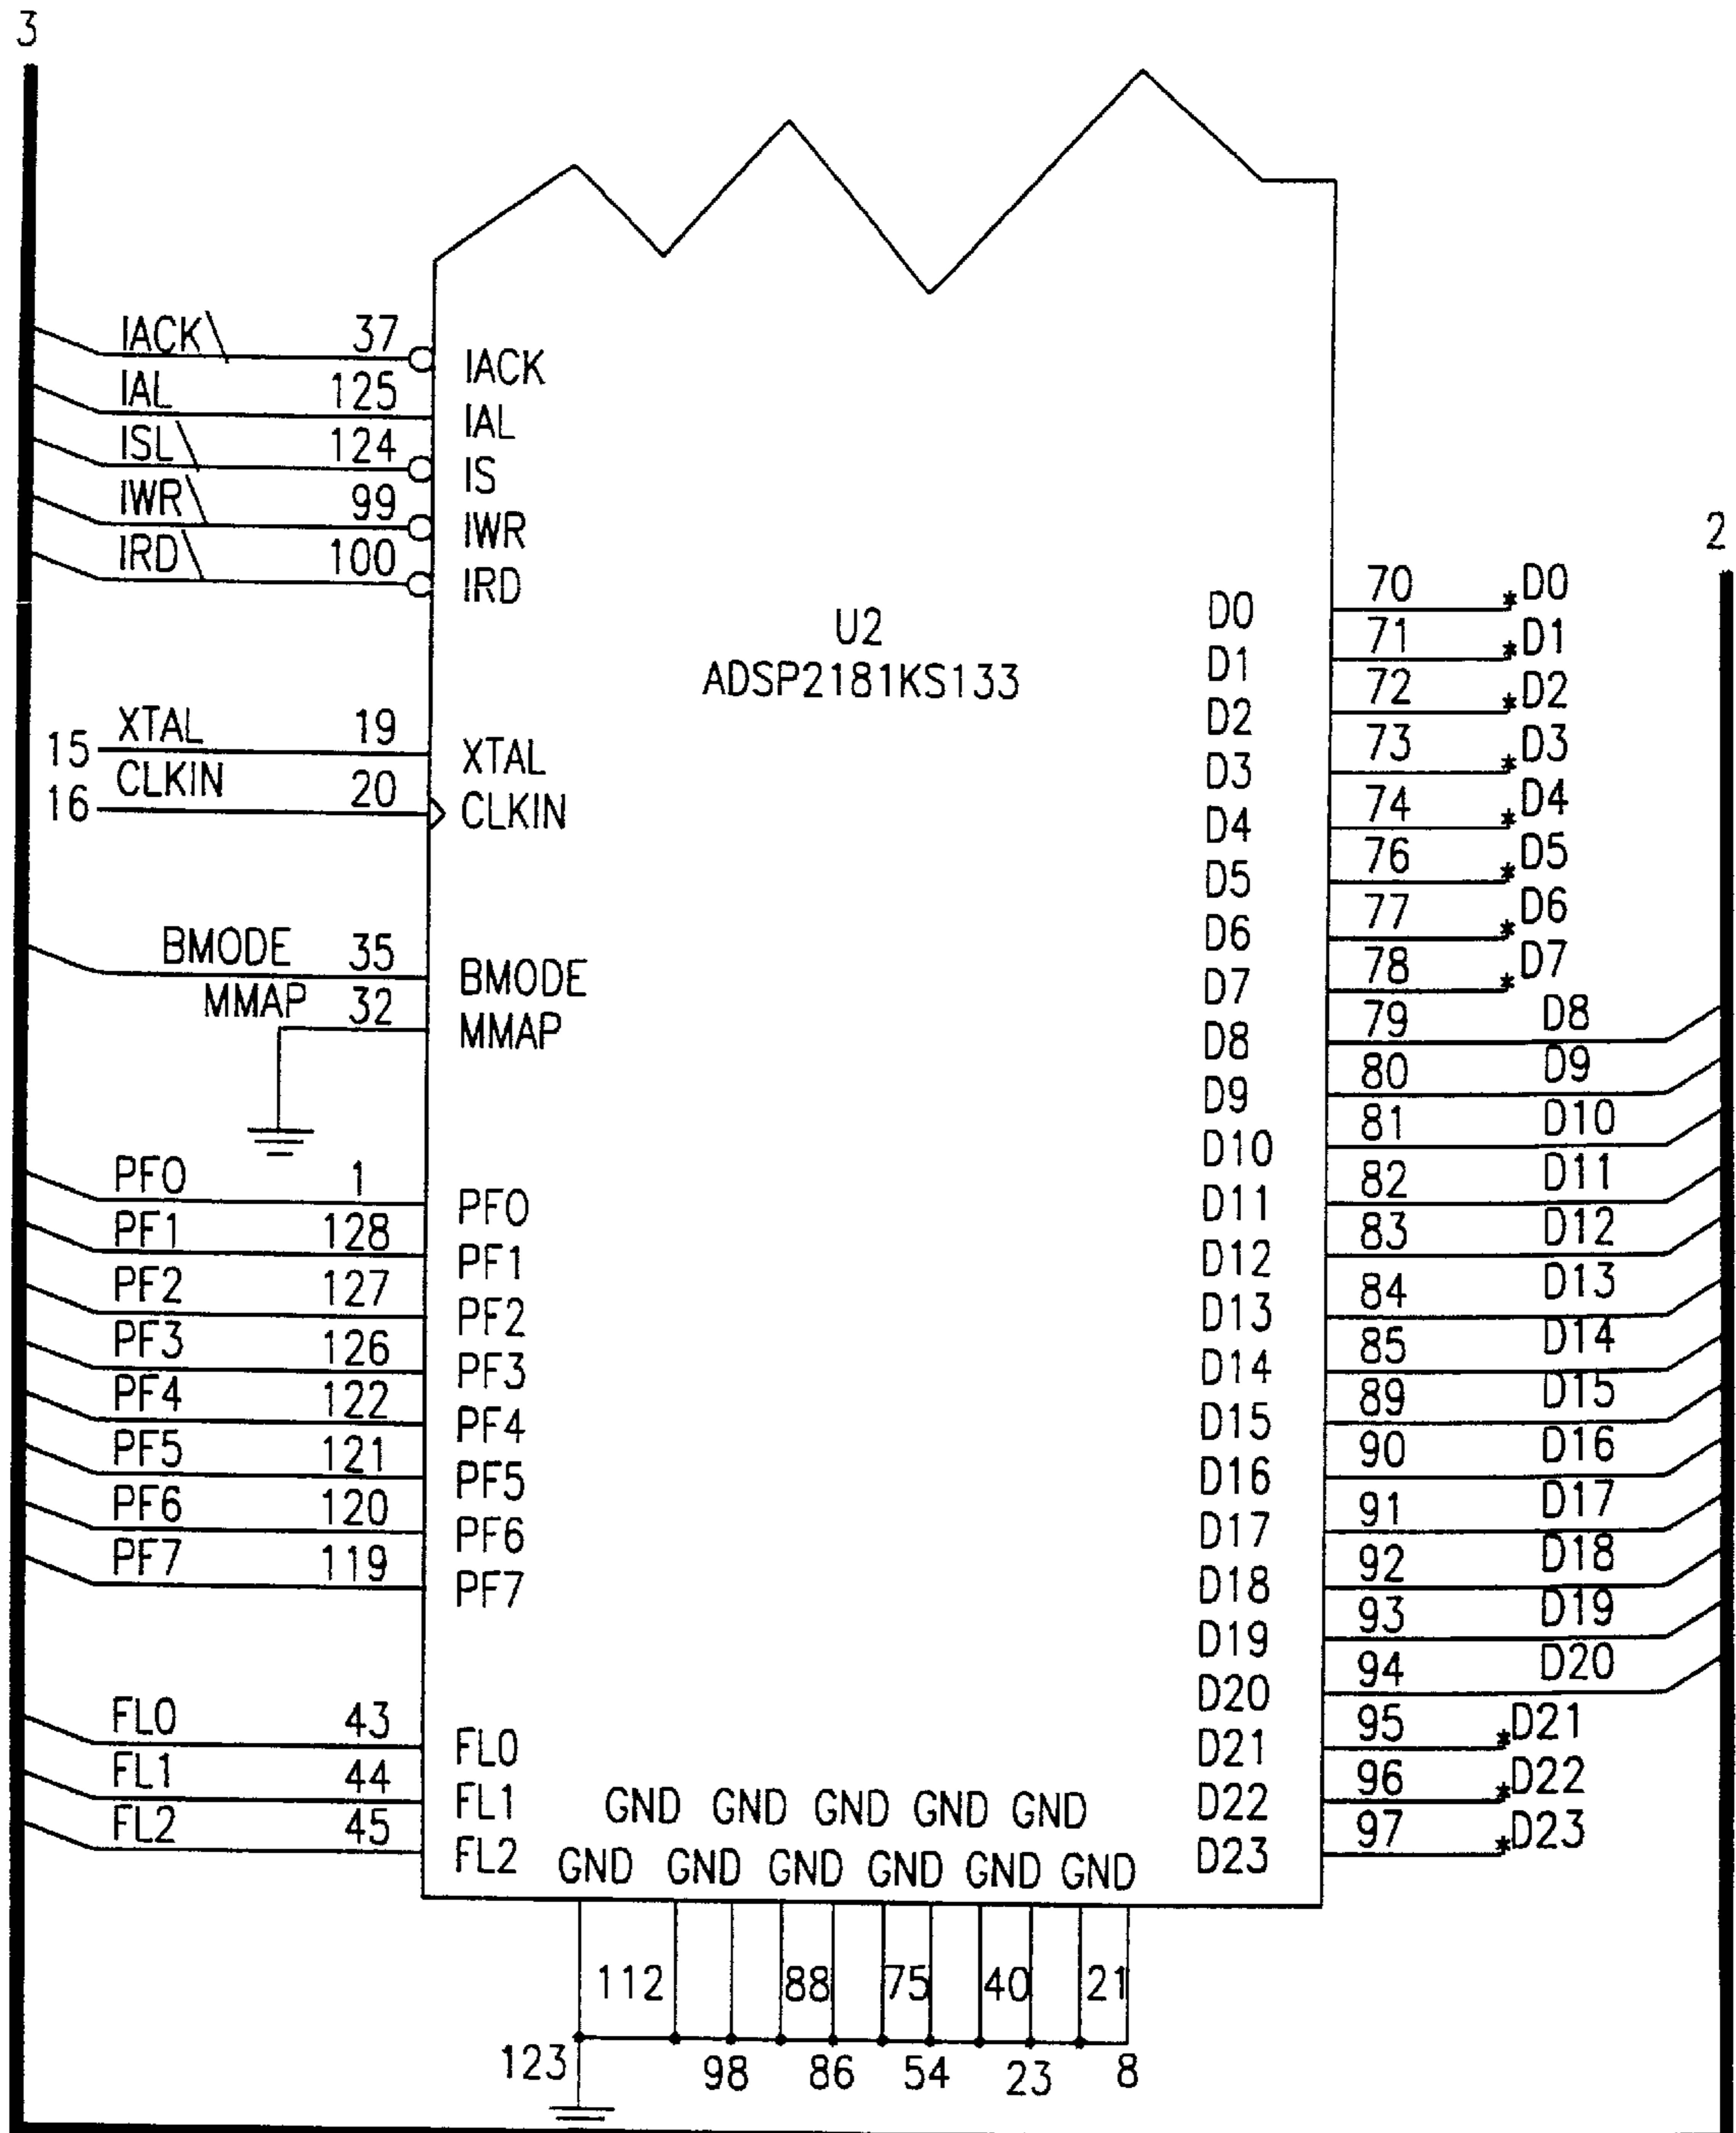 3
IACK\ 37 IACK
IAL 125 IAL
ISL\ 124 IS
IWR\ 99 IWR
IRD\ 100 IRD
U2
ADSP2181KS133
15 XTAL 19 XTAL
16 CLKIN 20 CLKIN
BMODE 35 BMODE
MMAP 32 MMAP
PF0 1 PF0
PF1 128 PF1
PF2 127 PF2
PF3 126 PF3
PF4 122 PF4
PF5 121 PF5
PF6 120 PF6
PF7 119 PF7
FL0 43 FL0
FL1 44 FL1
FL2 45 FL2
2
D0 70 *D0
D1 71 *D1
D2 72 *D2
D3 73 *D3
D4 74 *D4
D5 76 *D5
D6 77 *D6
D7 78 *D7
D8 79 D8
D9 80 D9
D10 81 D10
D11 82 D11
D12 83 D12
D13 84 D13
D14 85 D14
D15 89 D15
D16 90 D16
D17 91 D17
D18 92 D18
D19 93 D19
D20 94 D20
D21 95 *D21
D22 96 *D22
D23 97 *D23
GND GND GND GND GND
GND GND GND GND GND GND
112 88 75 40 21
123 98 86 54 23 8